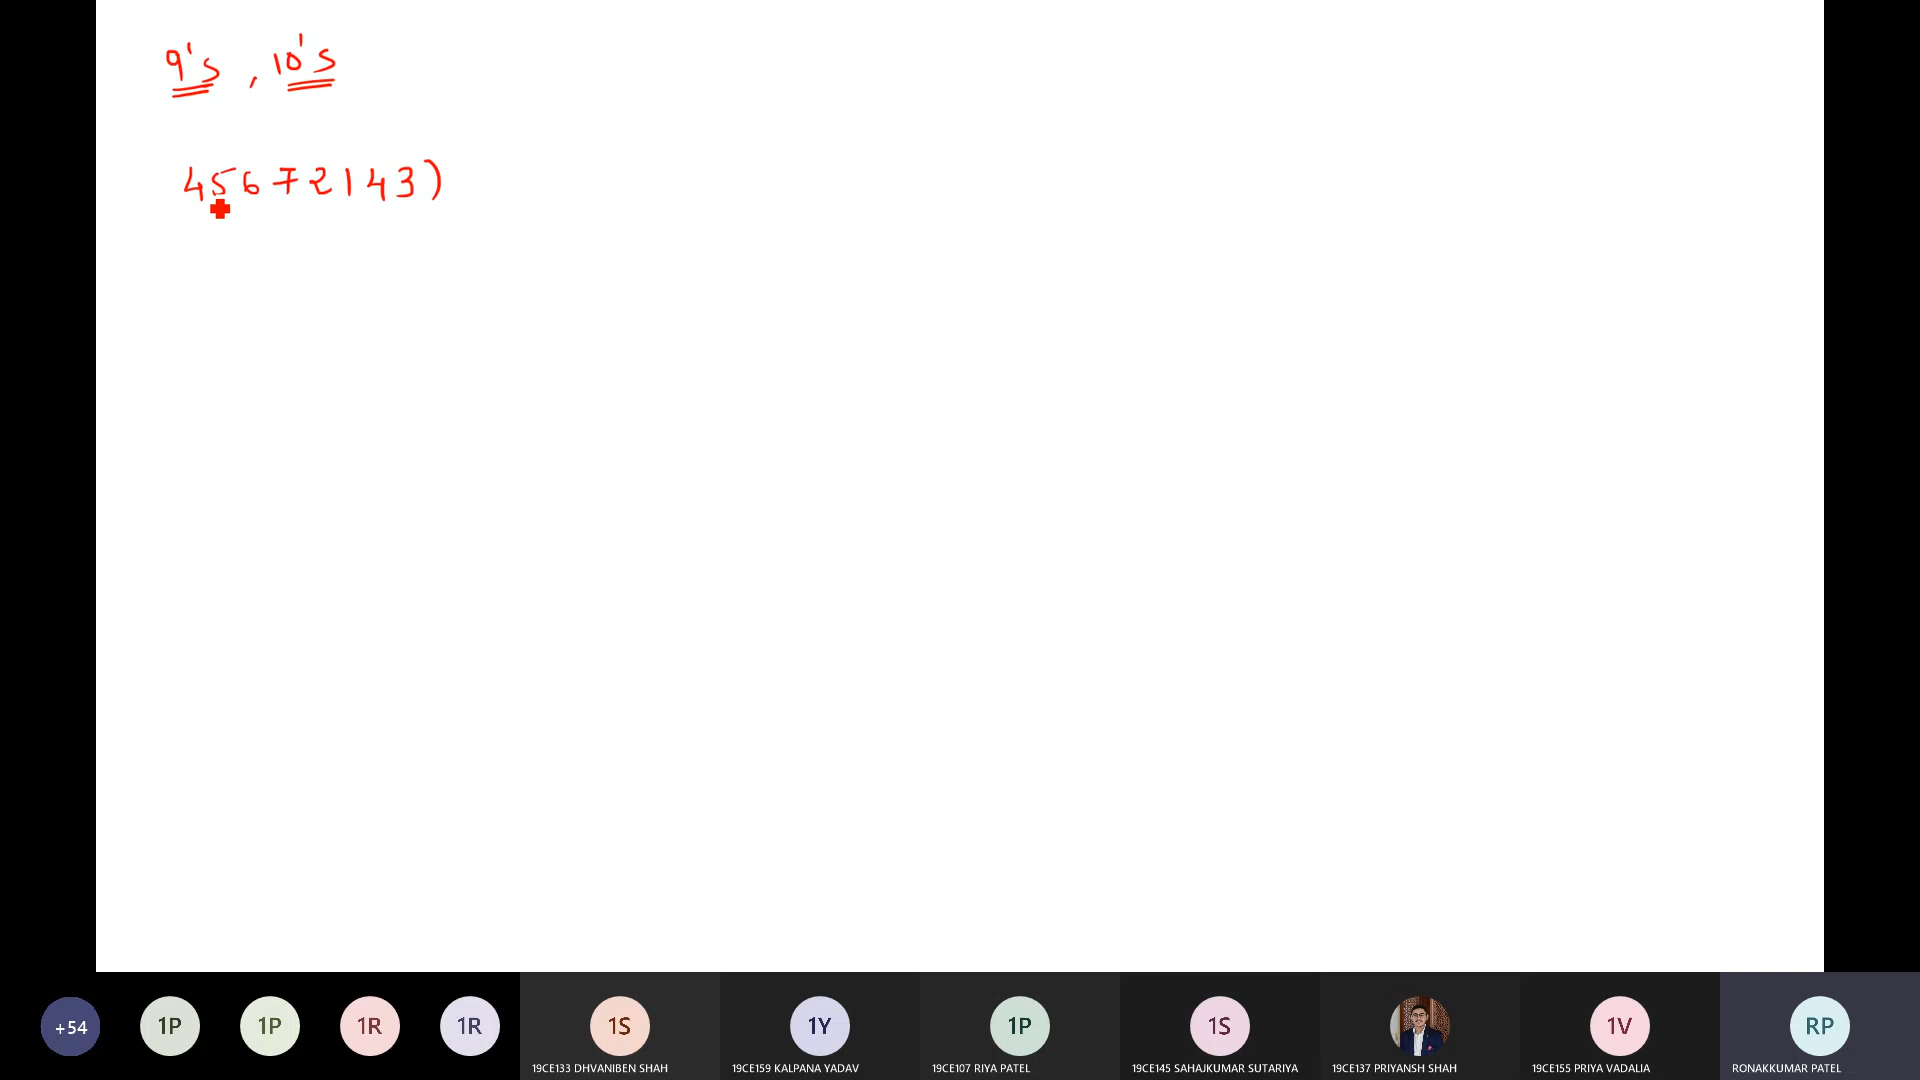 9's , 10's
45672143)
+54 1P 1P 1R 1R 1S 1Y 1P 1S 1V RP
19CE133 DHVANIBEN SHAH 19CE159 KALPANA YADAV 19CE107 RIYA PATEL 19CE145 SAHAJKUMAR SUTARIYA 19CE137 PRIYANSH SHAH 19CE155 PRIYA VADALIA RONAKKUMAR PATEL